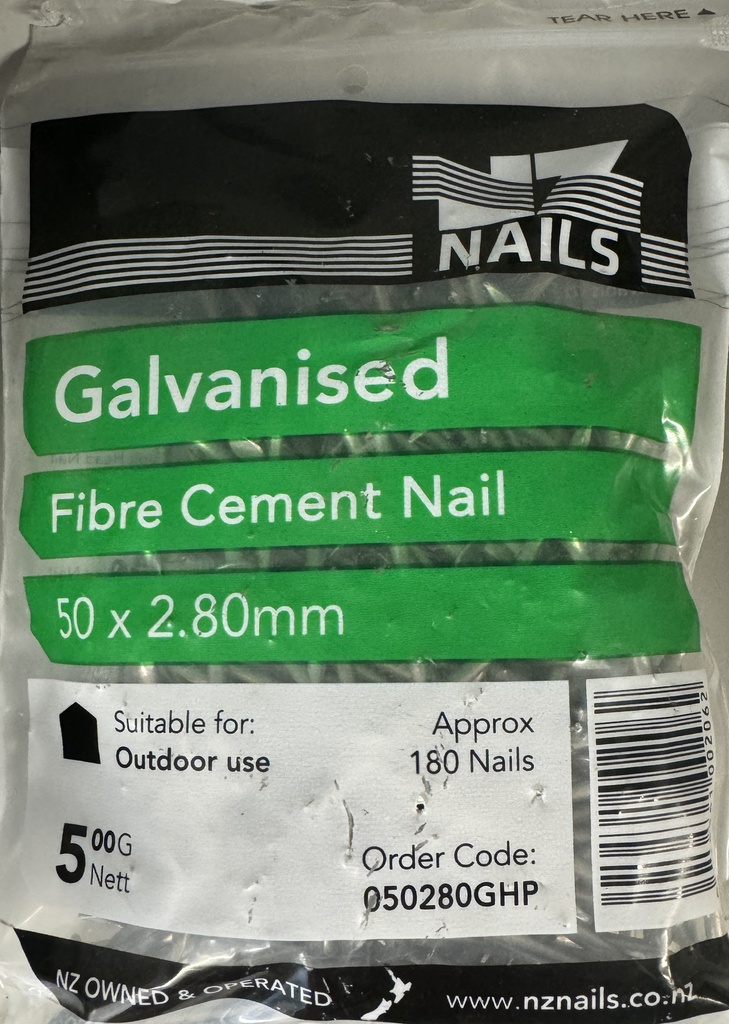 TEAR HERE
NZ
NAILS
Galvanised
Fibre Cement Nail
50 x 2.80mm
Suitable for:
Outdoor use
Approx
180 Nails
500G
Nett
Order Code:
050280GHP
NZ OWNED & OPERATED
www.nznails.co.nz